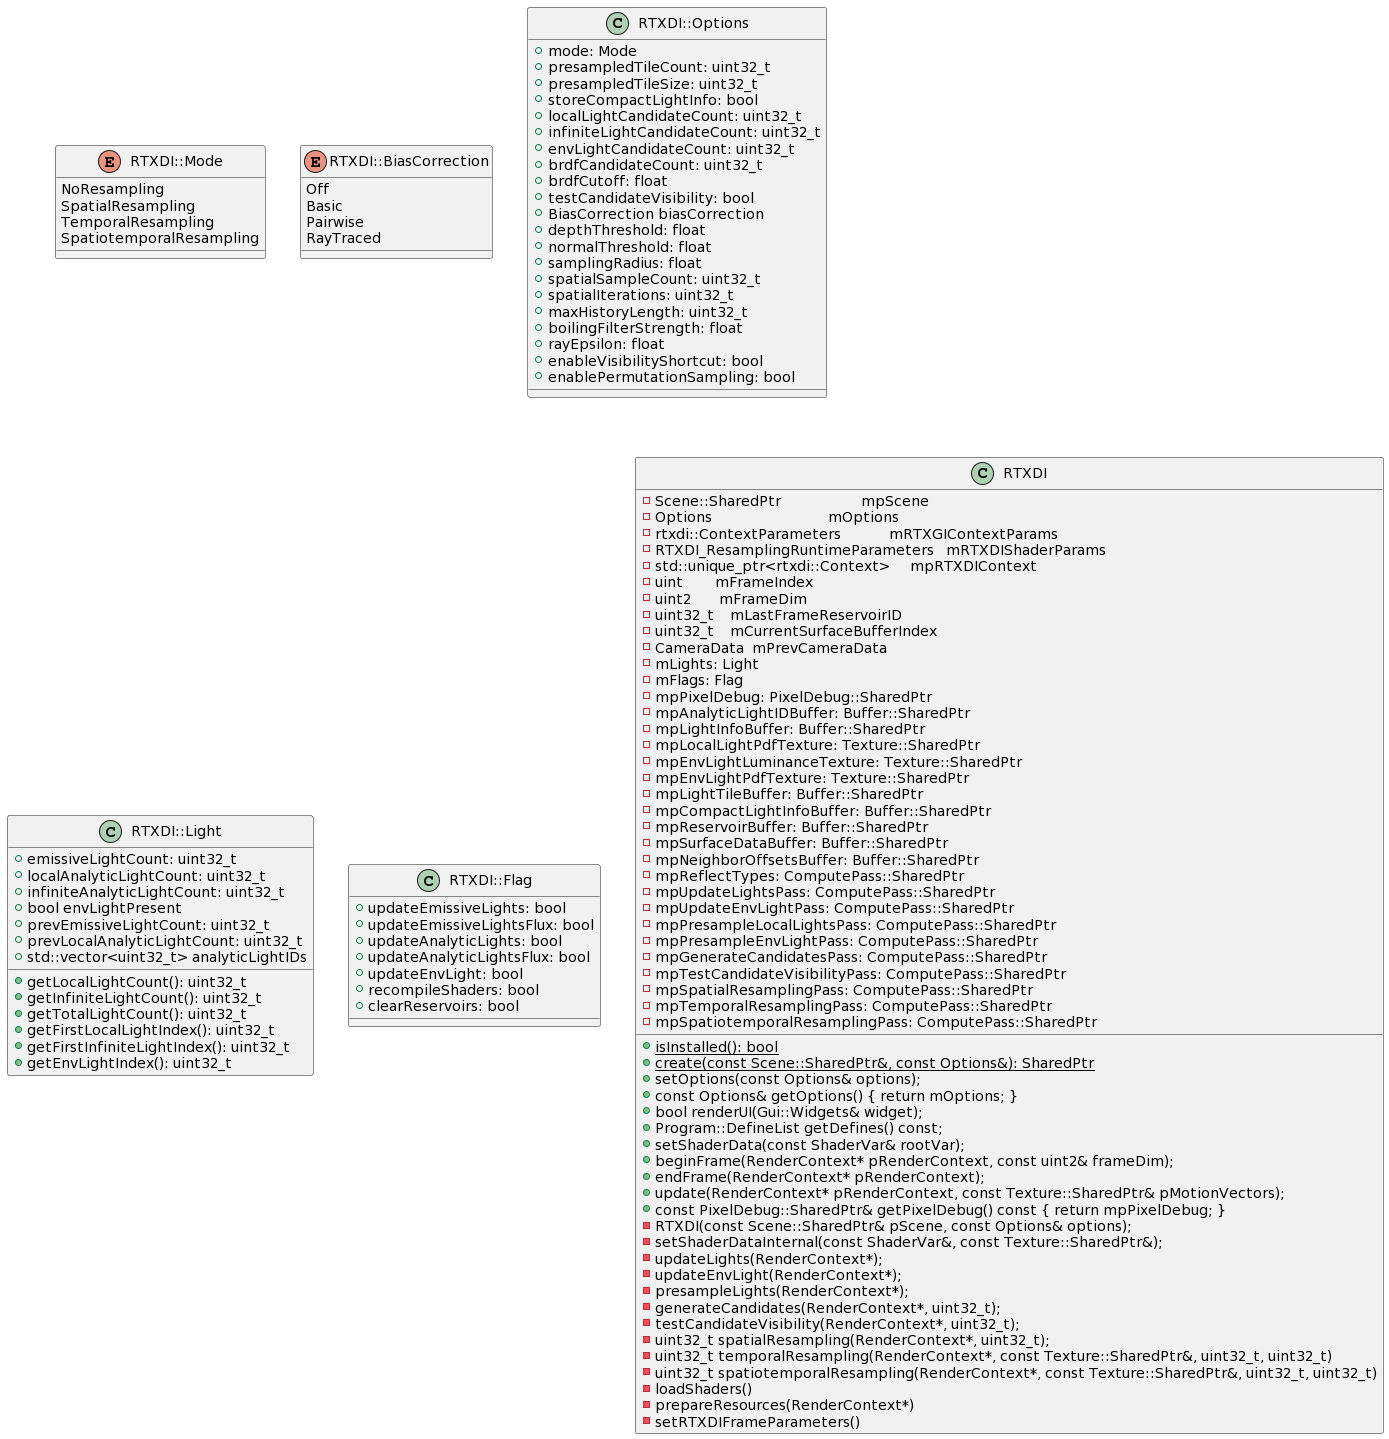 C RTXDI::Options
mode: Mode
presampledTileCount: uint32_t
presampledTileSize: uint32_t
storeCompactLightInfo: bool
localLightCandidateCount: uint32_t
infiniteLightCandidateCount: uint32_t
envLightCandidateCount: uint32_t
brdfCandidateCount: uint32_t
brdfCutoff: float
testCandidateVisibility: bool
BiasCorrection biasCorrection
depthThreshold: float
normalThreshold: float
samplingRadius: float
spatialSampleCount: uint32_t
spatialIterations: uint32_t
maxHistoryLength: uint32_t
boilingFilterStrength: float
rayEpsilon: float
enableVisibilityShortcut: bool
enablePermutationSampling: bool
E RTXDI::Mode
NoResampling
SpatialResampling
TemporalResampling
SpatiotemporalResampling
E RTXDI::BiasCorrection
Off
Basic
Pairwise
RayTraced
C RTXDI
Scene::SharedPtr mpScene
Options mOptions
rtxdi::ContextParameters mRTXGIContextParams
RTXDI_ResamplingRuntimeParameters mRTXDIShaderParams
std::unique_ptr<rtxdi::Context> mpRTXDIContext
uint mFrameIndex
uint2 mFrameDim
uint32_t mLastFrameReservoirID
uint32_t mCurrentSurfaceBufferIndex
CameraData mPrevCameraData
mLights: Light
mFlags: Flag
mpPixelDebug: PixelDebug::SharedPtr
mpAnalyticLightIDBuffer: Buffer::SharedPtr
mpLightInfoBuffer: Buffer::SharedPtr
mpLocalLightPdfTexture: Texture::SharedPtr
mpEnvLightLuminanceTexture: Texture::SharedPtr
mpEnvLightPdfTexture: Texture::SharedPtr
mpLightTileBuffer: Buffer::SharedPtr
mpCompactLightInfoBuffer: Buffer::SharedPtr
mpReservoirBuffer: Buffer::SharedPtr
mpSurfaceDataBuffer: Buffer::SharedPtr
mpNeighborOffsetsBuffer: Buffer::SharedPtr
mpReflectTypes: ComputePass::SharedPtr
mpUpdateLightsPass: ComputePass::SharedPtr
mpUpdateEnvLightPass: ComputePass::SharedPtr
mpPresampleLocalLightsPass: ComputePass::SharedPtr
mpPresampleEnvLightPass: ComputePass::SharedPtr
mpGenerateCandidatesPass: ComputePass::SharedPtr
mpTestCandidateVisibilityPass: ComputePass::SharedPtr
mpSpatialResamplingPass: ComputePass::SharedPtr
mpTemporalResamplingPass: ComputePass::SharedPtr
mpSpatiotemporalResamplingPass: ComputePass::SharedPtr
isInstalled(): bool
create(const Scene::SharedPtr&, const Options&): SharedPtr
setOptions(const Options& options);
const Options& getOptions() { return mOptions; }
bool renderUI(Gui::Widgets& widget);
Program::DefineList getDefines() const;
setShaderData(const ShaderVar& rootVar);
beginFrame(RenderContext* pRenderContext, const uint2& frameDim);
endFrame(RenderContext* pRenderContext);
update(RenderContext* pRenderContext, const Texture::SharedPtr& pMotionVectors);
const PixelDebug::SharedPtr& getPixelDebug() const { return mpPixelDebug; }
RTXDI(const Scene::SharedPtr& pScene, const Options& options);
setShaderDataInternal(const ShaderVar&, const Texture::SharedPtr&);
updateLights(RenderContext*);
updateEnvLight(RenderContext*);
presampleLights(RenderContext*);
generateCandidates(RenderContext*, uint32_t);
testCandidateVisibility(RenderContext*, uint32_t);
uint32_t spatialResampling(RenderContext*, uint32_t);
uint32_t temporalResampling(RenderContext*, const Texture::SharedPtr&, uint32_t, uint32_t)
uint32_t spatiotemporalResampling(RenderContext*, const Texture::SharedPtr&, uint32_t, uint32_t)
loadShaders()
prepareResources(RenderContext*)
setRTXDIFrameParameters()
C RTXDI::Light
emissiveLightCount: uint32_t
localAnalyticLightCount: uint32_t
infiniteAnalyticLightCount: uint32_t
bool envLightPresent
prevEmissiveLightCount: uint32_t
prevLocalAnalyticLightCount: uint32_t
std::vector<uint32_t> analyticLightIDs
getLocalLightCount(): uint32_t
getInfiniteLightCount(): uint32_t
getTotalLightCount(): uint32_t
getFirstLocalLightIndex(): uint32_t
getFirstInfiniteLightIndex(): uint32_t
getEnvLightIndex(): uint32_t
C RTXDI::Flag
updateEmissiveLights: bool
updateEmissiveLightsFlux: bool
updateAnalyticLights: bool
updateAnalyticLightsFlux: bool
updateEnvLight: bool
recompileShaders: bool
clearReservoirs: bool